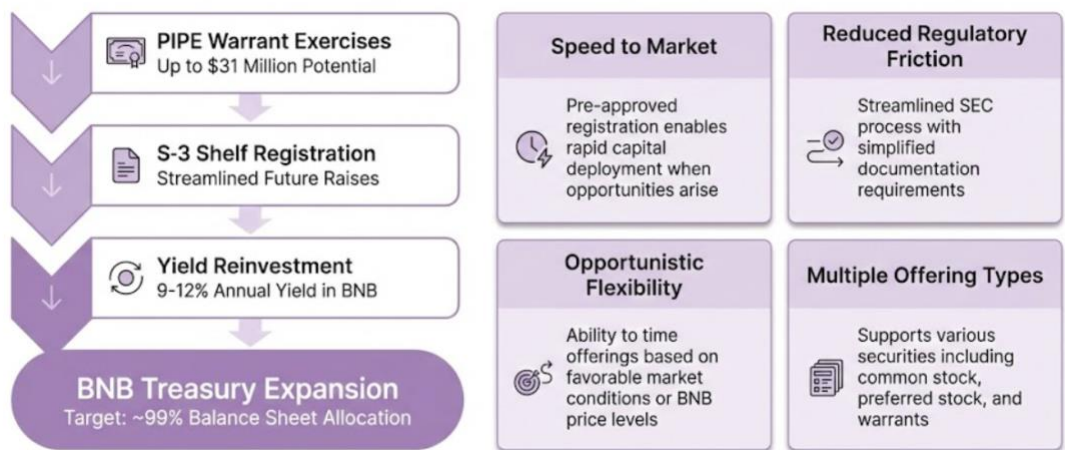 PIPE Warrant Exercises
Up to $31 Million Potential
S-3 Shelf Registration
Streamlined Future Raises
Yield Reinvestment
9-12% Annual Yield in BNB
BNB Treasury Expansion
Target: ~99% Balance Sheet Allocation
Speed to Market
Pre-approved
registration enables
rapid capital
deployment when
opportunities arise
Reduced Regulatory
Friction
Streamlined SEC
process with
simplified
documentation
requirements
Opportunistic
Flexibility
Ability to time
offerings based on
favorable market
conditions or BNB
price levels
Multiple Offering Types
Supports various
securities including
common stock,
preferred stock, and
warrants